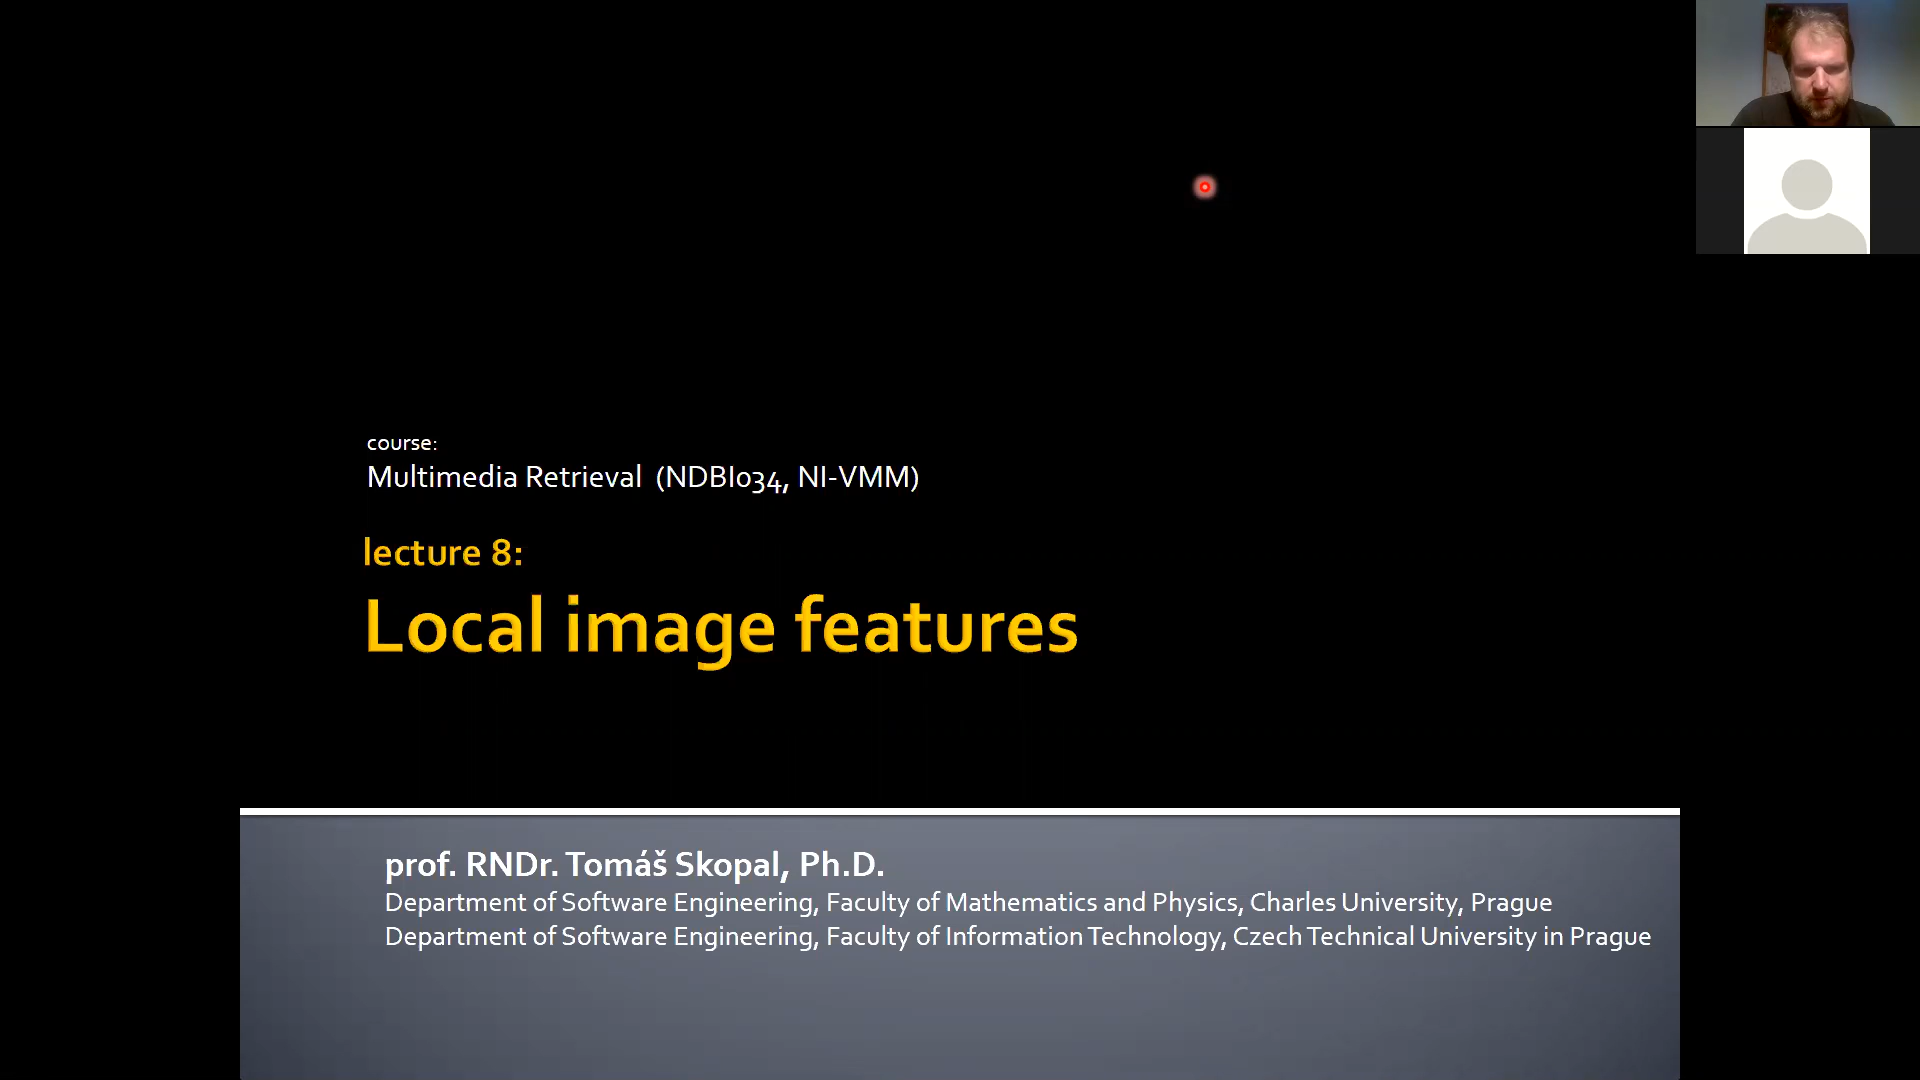 course:
Multimedia Retrieval (NDBI034, NI-VMM)
lecture 8:
Local image features
prof. RNDr. Tomáš Skopal, Ph.D.
Department of Software Engineering, Faculty of Mathematics and Physics, Charles University, Prague
Department of Software Engineering, Faculty of Information Technology, Czech Technical University in Prague